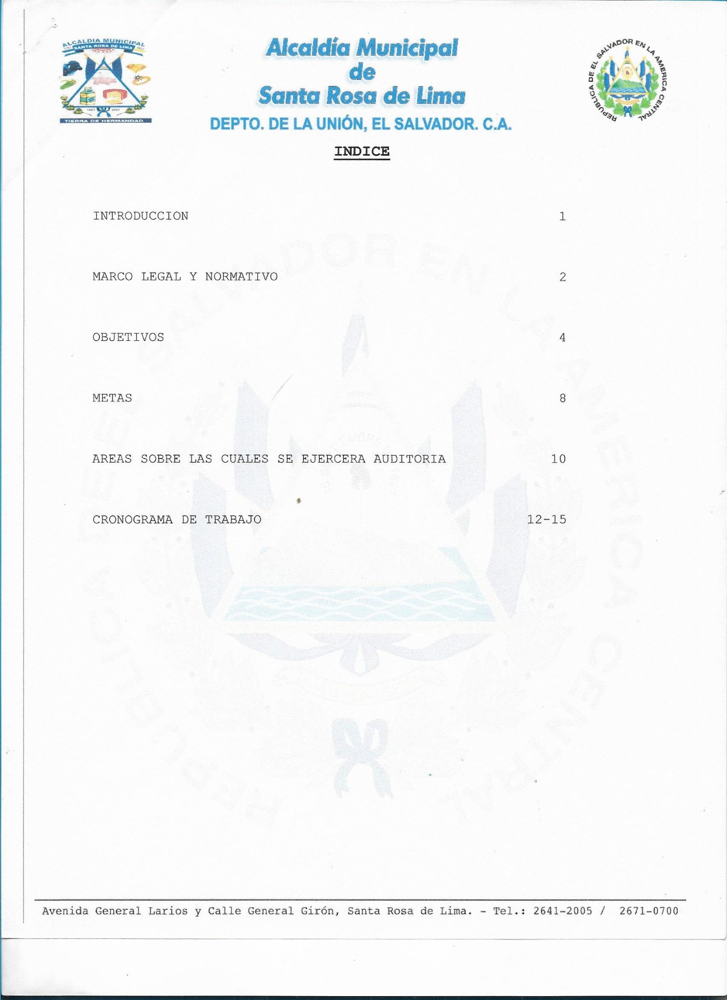 ALCALDIA MUNICIPAL
SANTA ROSA DE LIMA
TIERRA DE HERMANDAD
Alcaldía Municipal
de
Santa Rosa de Lima
DEPTO. DE LA UNIÓN, EL SALVADOR. C.A.
REPUBLICA DE EL SALVADOR EN LA AMERICA CENTRAL
INDICE
INTRODUCCION 1
MARCO LEGAL Y NORMATIVO 2
OBJETIVOS 4
METAS 8
AREAS SOBRE LAS CUALES SE EJERCERA AUDITORIA 10
CRONOGRAMA DE TRABAJO 12-15
Avenida General Larios y Calle General Girón, Santa Rosa de Lima. - Tel.: 2641-2005 / 2671-0700